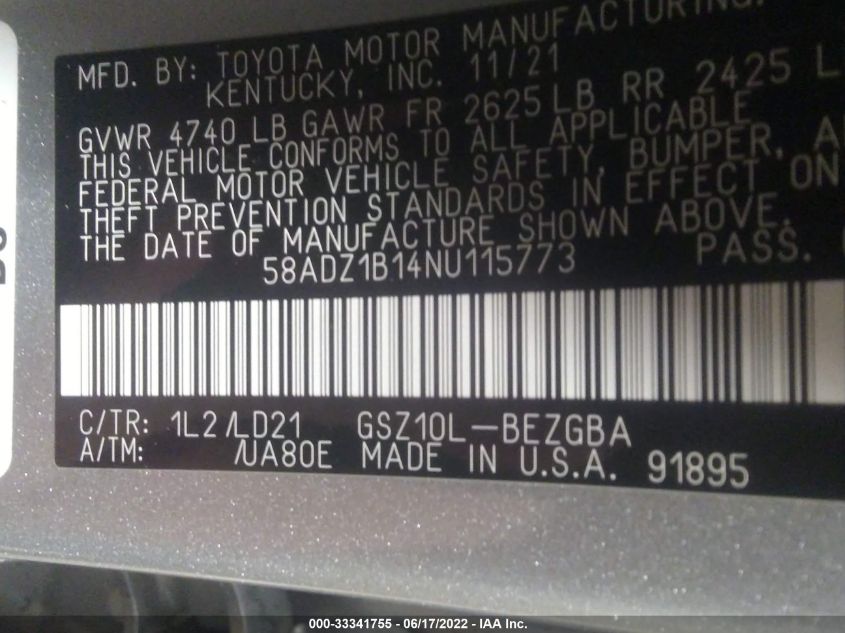 MFD. BY: TOYOTA MOTOR MANUFACTURING.
KENTUCKY, INC. 11/21
GVWR 4740 LB GAWR FR 2625 LB RR 2425 L
THIS VEHICLE CONFORMS TO ALL APPLICABLE
FEDERAL MOTOR VEHICLE SAFETY, BUMPER, A
THEFT PREVENTION STANDARDS IN EFFECT ON
THE DATE OF MANUFACTURE SHOWN ABOVE.
58ADZ1B14NU115773 PASS.
C/TR: 1L2/LD21 GSZ10L-BEZGBA
A/TM: /UA80E MADE IN U.S.A. 91895
000-33341755 - 06/17/2022 - IAA Inc.